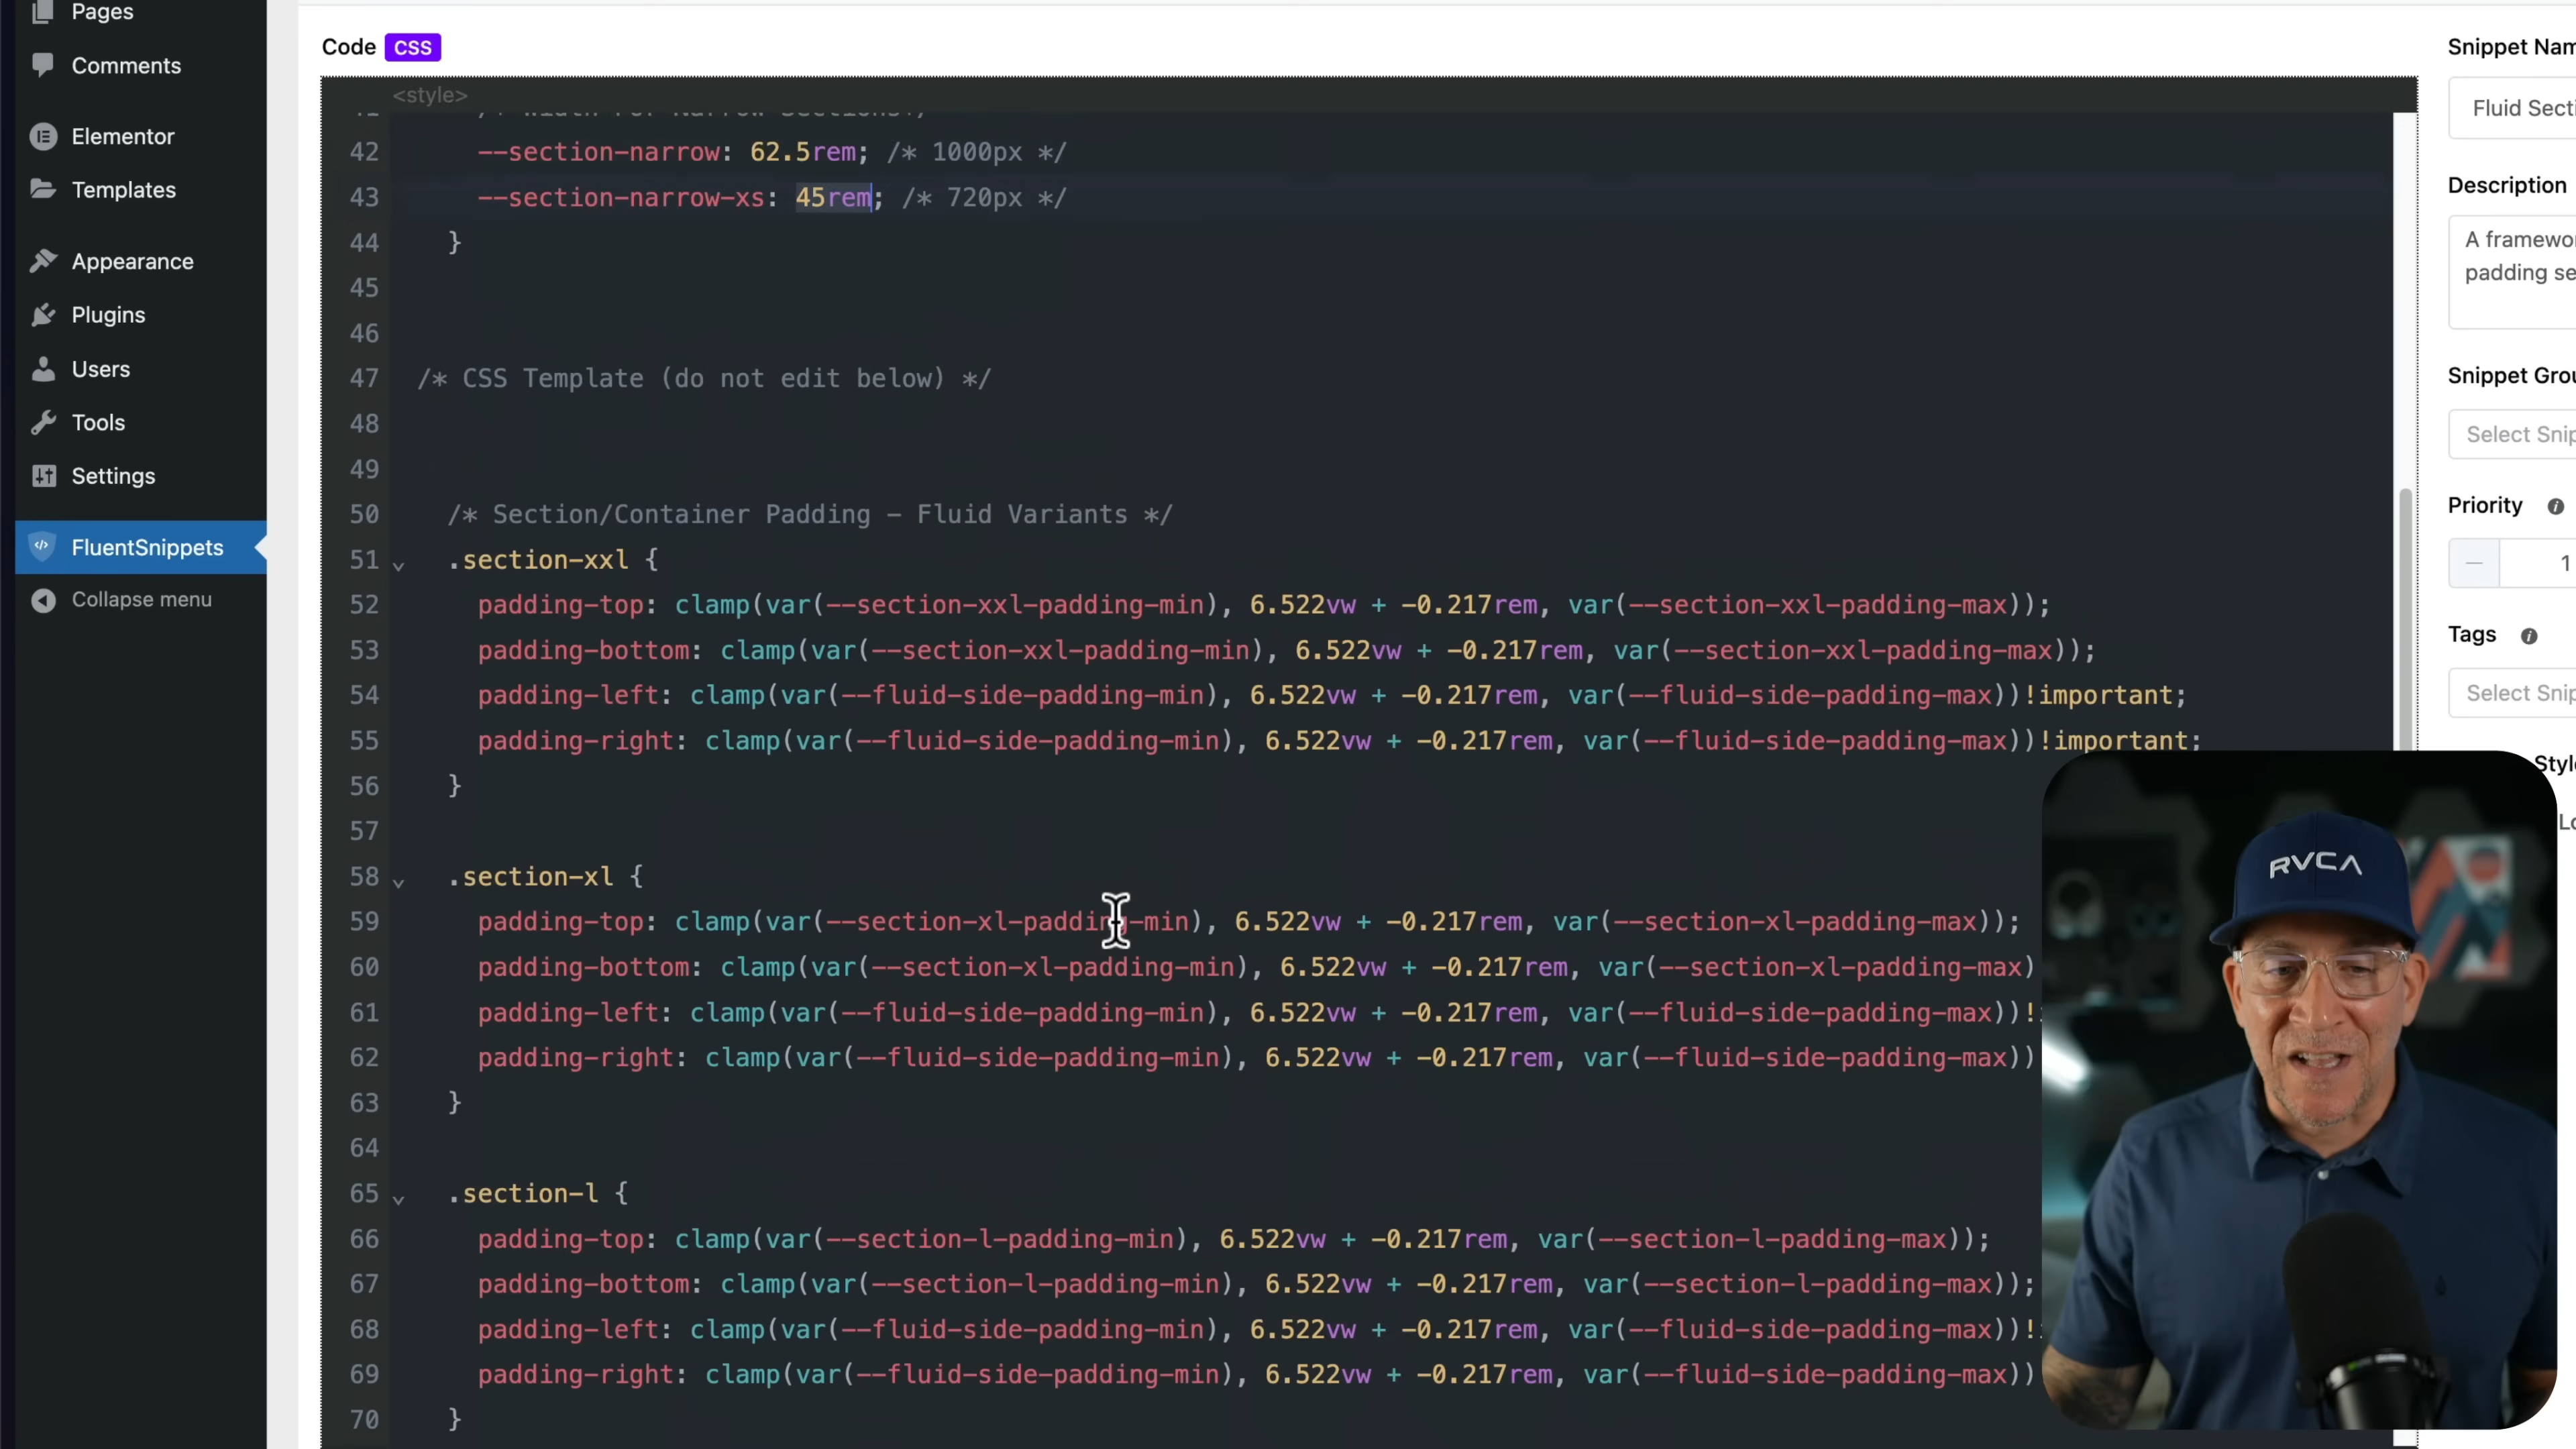 Pages
Comments
Elementor
Templates
Appearance
Plugins
Users
Tools
Settings
FluentSnippets
Collapse menu
Code CSS
<style>
42 --section-narrow: 62.5rem; /* 1000px */
43 --section-narrow-xs: 45rem; /* 720px */
44 }
45
46
47 /* CSS Template (do not edit below) */
48
49
50 /* Section/Container Padding – Fluid Variants */
51 .section-xxl {
52 padding-top: clamp(var(--section-xxl-padding-min), 6.522vw + -0.217rem, var(--section-xxl-padding-max));
53 padding-bottom: clamp(var(--section-xxl-padding-min), 6.522vw + -0.217rem, var(--section-xxl-padding-max));
54 padding-left: clamp(var(--fluid-side-padding-min), 6.522vw + -0.217rem, var(--fluid-side-padding-max))!important;
55 padding-right: clamp(var(--fluid-side-padding-min), 6.522vw + -0.217rem, var(--fluid-side-padding-max))!important;
56 }
57
58 .section-xl {
59 padding-top: clamp(var(--section-xl-padding-min), 6.522vw + -0.217rem, var(--section-xl-padding-max));
60 padding-bottom: clamp(var(--section-xl-padding-min), 6.522vw + -0.217rem, var(--section-xl-padding-max)
61 padding-left: clamp(var(--fluid-side-padding-min), 6.522vw + -0.217rem, var(--fluid-side-padding-max))!
62 padding-right: clamp(var(--fluid-side-padding-min), 6.522vw + -0.217rem, var(--fluid-side-padding-max))
63 }
64
65 .section-l {
66 padding-top: clamp(var(--section-l-padding-min), 6.522vw + -0.217rem, var(--section-l-padding-max));
67 padding-bottom: clamp(var(--section-l-padding-min), 6.522vw + -0.217rem, var(--section-l-padding-max));
68 padding-left: clamp(var(--fluid-side-padding-min), 6.522vw + -0.217rem, var(--fluid-side-padding-max))!
69 padding-right: clamp(var(--fluid-side-padding-min), 6.522vw + -0.217rem, var(--fluid-side-padding-max))
70 }
Snippet Nam
Fluid Secti
Description
A framewor
padding se
Snippet Grou
Select Snip
Priority
1
Tags
Select Snip
Style
Lo
RVCA